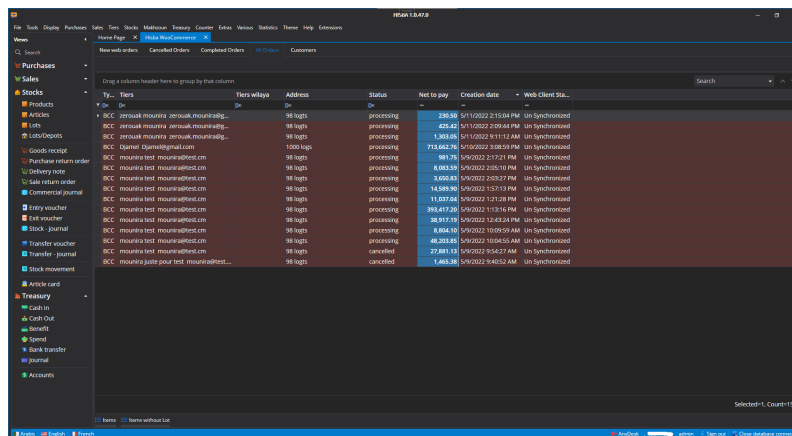 HISBA 1.0.47.0
File Tools Display Purchases Sales Tiers Stocks Makhzoun Treasury Counter Extras Various Statistics Theme Help Extensions
Views
Home Page ✕ Hisba WooCommerce ✕
Search
New web orders Cancelled Orders Completed Orders All Orders Customers
Purchases
Sales
Stocks
Products
Articles
Lots
Lots/Depots
Goods receipt
Purchase return order
Delivery note
Sale return order
Commercial journal
Entry voucher
Exit voucher
Stock - journal
Transfer voucher
Transfer - journal
Stock movement
Article card
Treasury
Cash In
Cash Out
Benefit
Spend
Bank transfer
Journal
Accounts
Drag a column header here to group by that column
Search
Ty... Tiers Tiers wilaya Address Status Net to pay Creation date Web Client Sta...
BCC zerouak mounira zerouak.mounira@g... 98 logts processing 230.50 5/11/2022 2:15:04 PM Un Synchronized
BCC zerouak mounira zerouak.mounira@g... 98 logts processing 425.42 5/11/2022 2:09:44 PM Un Synchronized
BCC zerouak mounira zerouak.mounira@g... 98 logts processing 1,303.05 5/11/2022 9:11:12 AM Un Synchronized
BCC Djamel Djamel@gmail.com 1000 logts processing 713,662.76 5/10/2022 3:08:59 PM Un Synchronized
BCC mounira test mounira@test.cm 98 logts processing 981.75 5/9/2022 2:17:21 PM Un Synchronized
BCC mounira test mounira@test.cm 98 logts processing 8,083.59 5/9/2022 2:05:10 PM Un Synchronized
BCC mounira test mounira@test.cm 98 logts processing 3,650.83 5/9/2022 2:03:27 PM Un Synchronized
BCC mounira test mounira@test.cm 98 logts processing 14,589.90 5/9/2022 1:57:13 PM Un Synchronized
BCC mounira test mounira@test.cm 98 logts processing 11,037.04 5/9/2022 1:21:28 PM Un Synchronized
BCC mounira test mounira@test.cm 98 logts processing 393,417.20 5/9/2022 1:13:16 PM Un Synchronized
BCC mounira test mounira@test.cm 98 logts processing 38,917.19 5/9/2022 12:43:24 PM Un Synchronized
BCC mounira test mounira@test.cm 98 logts processing 8,804.10 5/9/2022 10:09:59 AM Un Synchronized
BCC mounira test mounira@test.cm 98 logts processing 48,203.85 5/9/2022 10:04:55 AM Un Synchronized
BCC mounira test mounira@test.cm 98 logts cancelled 27,881.13 5/9/2022 9:54:27 AM Un Synchronized
BCC mounira juste pour test mounira@test.... 98 logts cancelled 1,465.38 5/9/2022 9:40:52 AM Un Synchronized
Selected=1, Count=15
Items Items without Lot
Arabic English French AnyDesk admin Sign out Close database connec